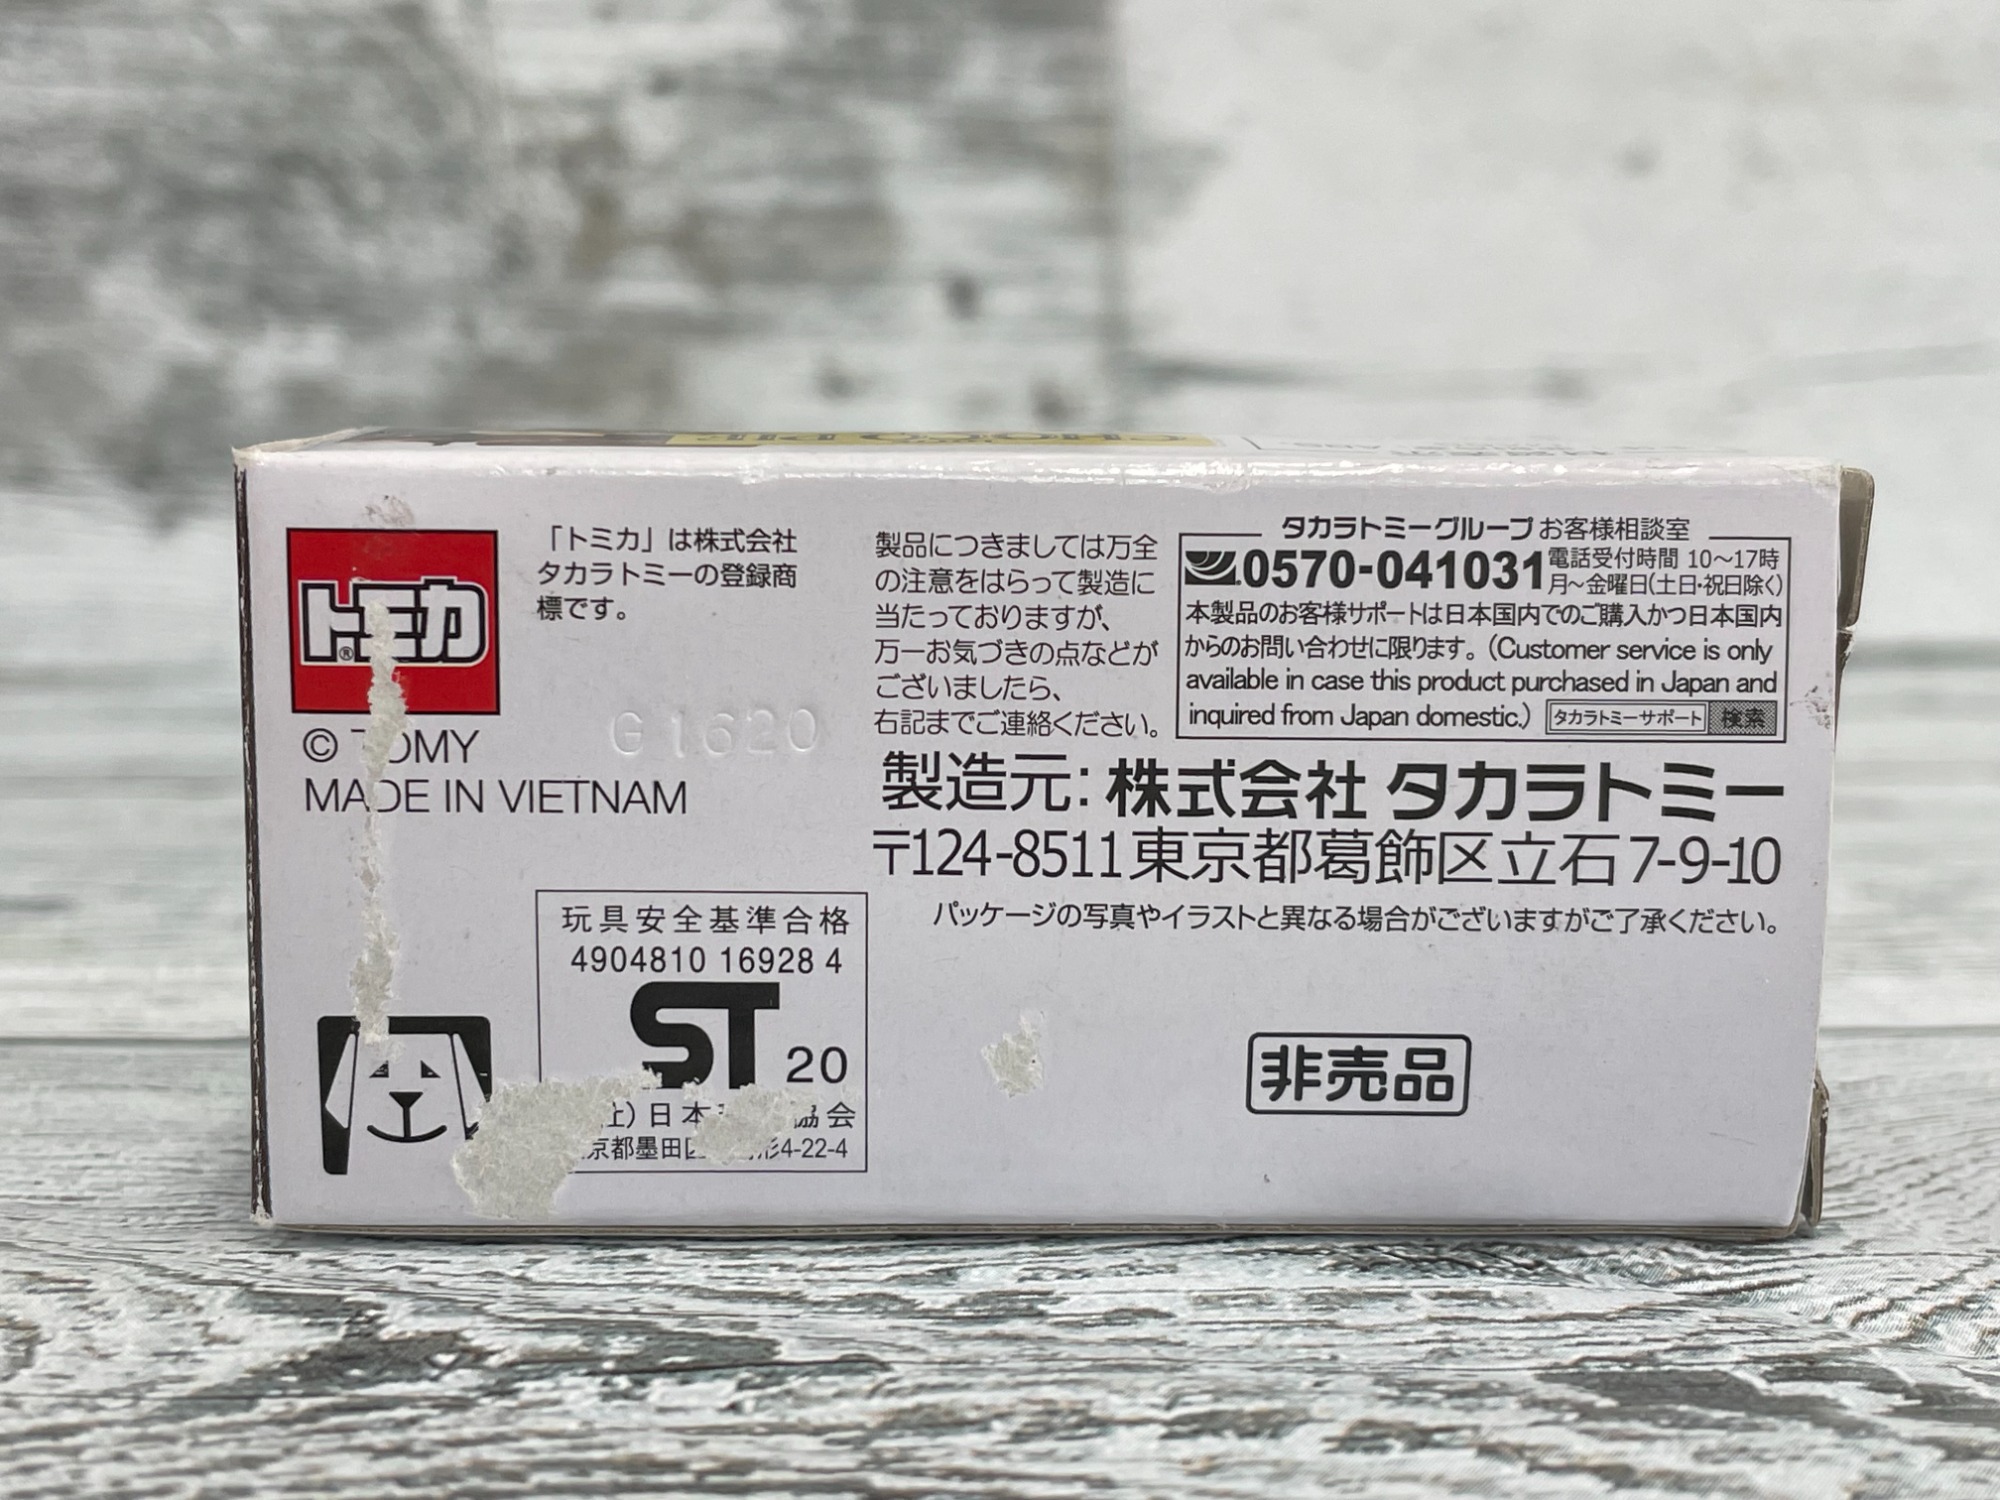 トミカ®
© TOMY
MADE IN VIETNAM
「トミカ」は株式会社
タカラトミーの登録商
標です。
G1620
玩具安全基準合格
4904810 16928 4
ST 20
日本 協会
京都墨田区 4-22-4
製品につきましては万全
の注意をはらって製造に
当たっておりますが、
万一お気づきの点などが
ございましたら、
右記までご連絡ください。
タカラトミーグループ お客様相談室
0570-041031 電話受付時間 10〜17時
月〜金曜日(土日・祝日除く)
本製品のお客様サポートは日本国内でのご購入かつ日本国内
からのお問い合わせに限ります。(Customer service is only
available in case this product purchased in Japan and
inquired from Japan domestic.) タカラトミーサポート 検索
製造元: 株式会社 タカラトミー
〒124-8511 東京都葛飾区立石 7-9-10
パッケージの写真やイラストと異なる場合がございますがご了承ください。
非売品